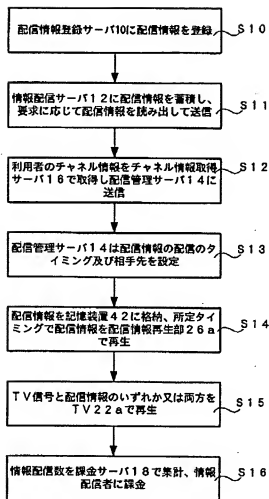 配信情報登録サーバ10に配信情報を登録
S10
情報配信サーバ12に配信情報を蓄積し、
要求に応じて配信情報を読み出して送信
S11
利用者のチャネル情報をチャネル情報取得
サーバ16で取得し配信管理サーバ14に
送信
S12
配信管理サーバ14は配信情報の配信のタ
イミング及び相手先を設定
S13
配信情報を記憶装置42に格納、所定タイ
ミングで配信情報を配信情報再生部26a
で再生
S14
TV信号と配信情報のいずれか又は両方を
TV22aで再生
S15
情報配信数を課金サーバ18で集計、情報
配信者に課金
S16